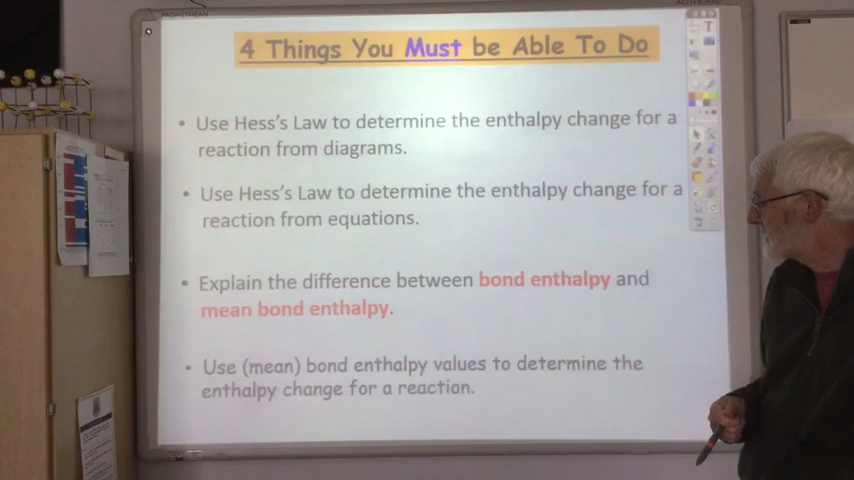 PROMETHEAN
4 Things You Must be Able To Do
• Use Hess's Law to determine the enthalpy change for a
reaction from diagrams.
• Use Hess's Law to determine the enthalpy change for a
reaction from equations.
• Explain the difference between bond enthalpy and
mean bond enthalpy.
• Use (mean) bond enthalpy values to determine the
enthalpy change for a reaction.